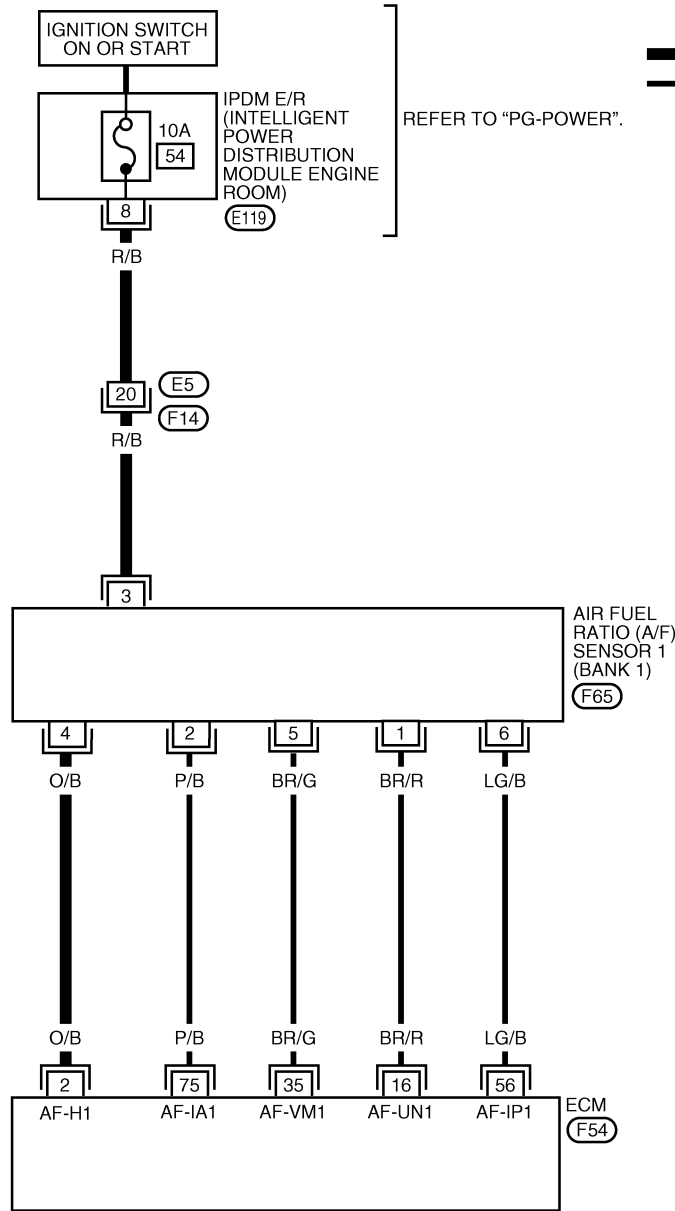 IGNITION SWITCH
ON OR START
IPDM E/R
(INTELLIGENT
POWER
DISTRIBUTION
MODULE ENGINE
ROOM)
10A
54
REFER TO “PG-POWER”.
8
E119
R/B
20
E5
F14
R/B
3
AIR FUEL
RATIO (A/F)
SENSOR 1
(BANK 1)
F65
4 2 5 1 6
O/B P/B BR/G BR/R LG/B
O/B P/B BR/G BR/R LG/B
2 75 35 16 56
AF-H1 AF-IA1 AF-VM1 AF-UN1 AF-IP1
ECM
F54